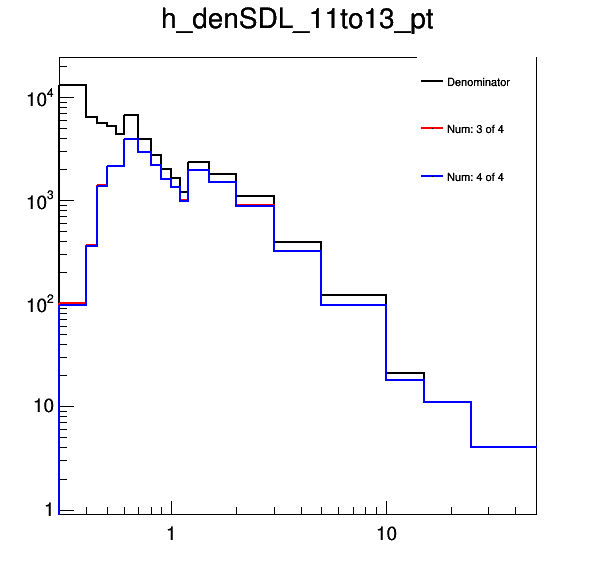 h_denSDL_11to13_pt
Denominator
Num: 3 of 4
Num: 4 of 4
10^4
10^3
10^2
10
1
1
10